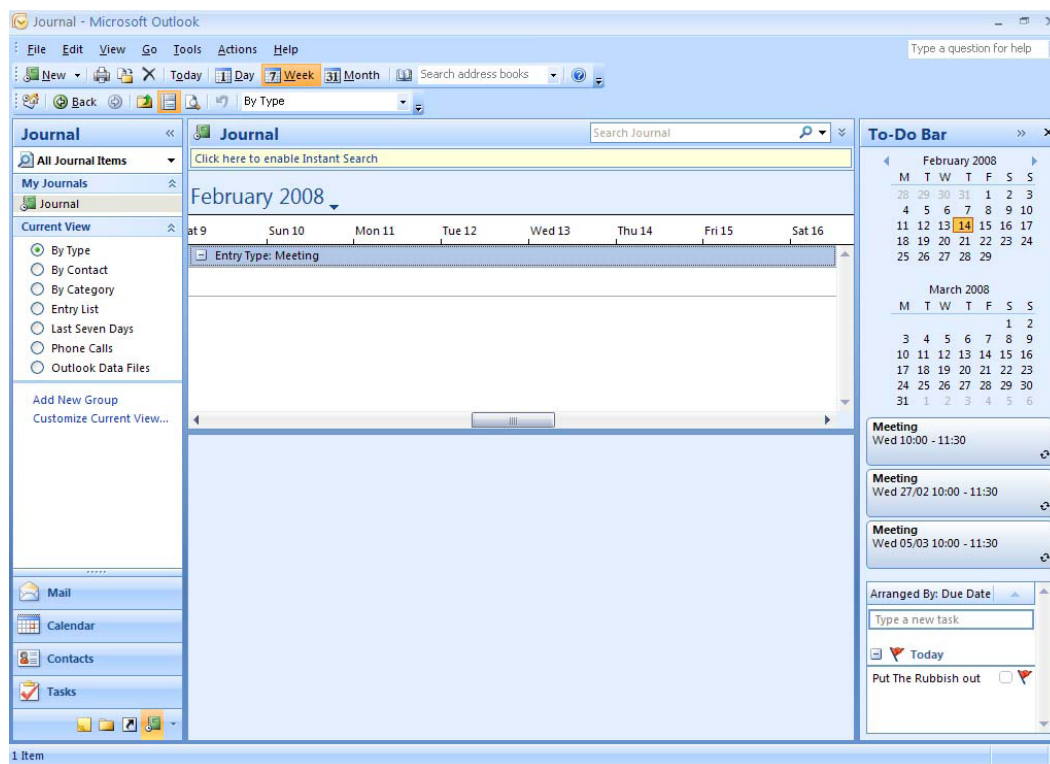 Journal - Microsoft Outlook
File Edit View Go Tools Actions Help
Type a question for help
New Today 1 Day 7 Week 31 Month Search address books
Back By Type
Journal
All Journal Items
My Journals
Journal
Current View
By Type
By Contact
By Category
Entry List
Last Seven Days
Phone Calls
Outlook Data Files
Add New Group
Customize Current View...
Mail
Calendar
Contacts
Tasks
Journal Search Journal
Click here to enable Instant Search
February 2008
at 9 Sun 10 Mon 11 Tue 12 Wed 13 Thu 14 Fri 15 Sat 16
Entry Type: Meeting
To-Do Bar
February 2008
M T W T F S S
28 29 30 31 1 2 3
4 5 6 7 8 9 10
11 12 13 14 15 16 17
18 19 20 21 22 23 24
25 26 27 28 29
March 2008
M T W T F S S
1 2
3 4 5 6 7 8 9
10 11 12 13 14 15 16
17 18 19 20 21 22 23
24 25 26 27 28 29 30
31 1 2 3 4 5 6
Meeting
Wed 10:00 - 11:30
Meeting
Wed 27/02 10:00 - 11:30
Meeting
Wed 05/03 10:00 - 11:30
Arranged By: Due Date
Type a new task
Today
Put The Rubbish out
1 Item